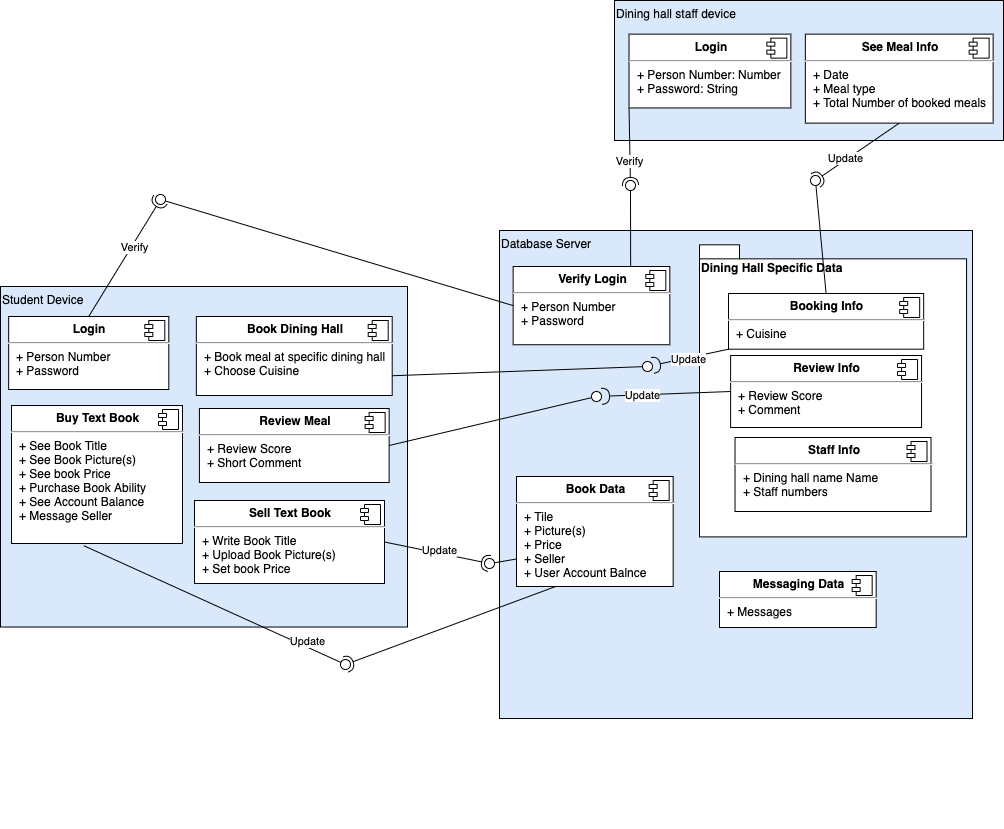 Dining hall staff device
Login
+ Person Number: Number
+ Password: String
See Meal Info
+ Date
+ Meal type
+ Total Number of booked meals
Verify
Update
Verify
Database Server
Verify Login
+ Person Number
+ Password
Dining Hall Specific Data
Booking Info
+ Cuisine
Review Info
+ Review Score
+ Comment
Staff Info
+ Dining hall name Name
+ Staff numbers
Student Device
Login
+ Person Number
+ Password
Book Dining Hall
+ Book meal at specific dining hall
+ Choose Cuisine
Update
Update
Buy Text Book
+ See Book Title
+ See Book Picture(s)
+ See book Price
+ Purchase Book Ability
+ See Account Balance
+ Message Seller
Review Meal
+ Review Score
+ Short Comment
Sell Text Book
+ Write Book Title
+ Upload Book Picture(s)
+ Set book Price
Update
Book Data
+ Tile
+ Picture(s)
+ Price
+ Seller
+ User Account Balnce
Messaging Data
+ Messages
Update